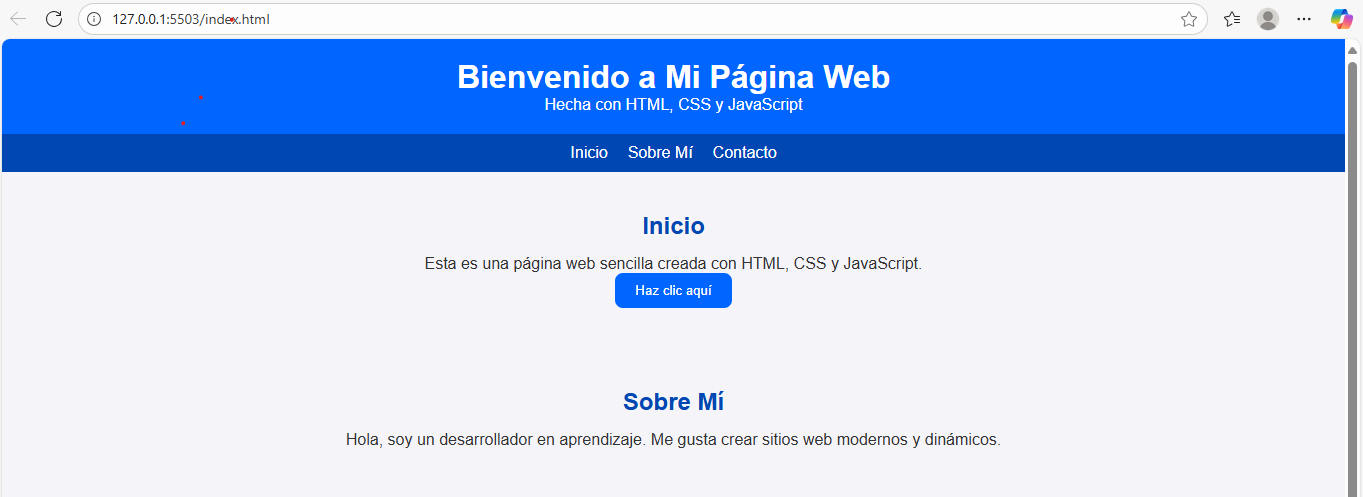 127.0.0.1:5503/index.html
Bienvenido a Mi Página Web
Hecha con HTML, CSS y JavaScript
Inicio Sobre Mí Contacto
Inicio
Esta es una página web sencilla creada con HTML, CSS y JavaScript.
Haz clic aquí
Sobre Mí
Hola, soy un desarrollador en aprendizaje. Me gusta crear sitios web modernos y dinámicos.